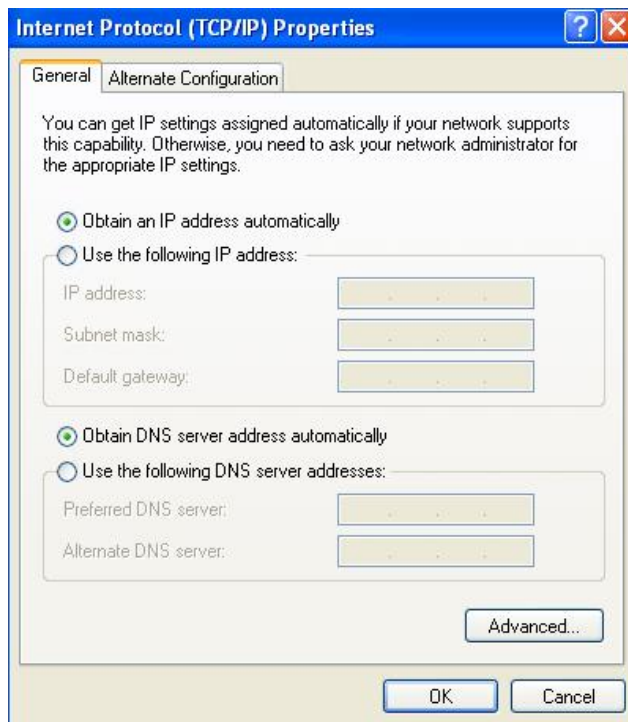 Internet Protocol (TCP/IP) Properties
General
Alternate Configuration
You can get IP settings assigned automatically if your network supports
this capability. Otherwise, you need to ask your network administrator for
the appropriate IP settings.
Obtain an IP address automatically
Use the following IP address:
IP address:
Subnet mask:
Default gateway:
Obtain DNS server address automatically
Use the following DNS server addresses:
Preferred DNS server:
Alternate DNS server:
Advanced...
OK
Cancel